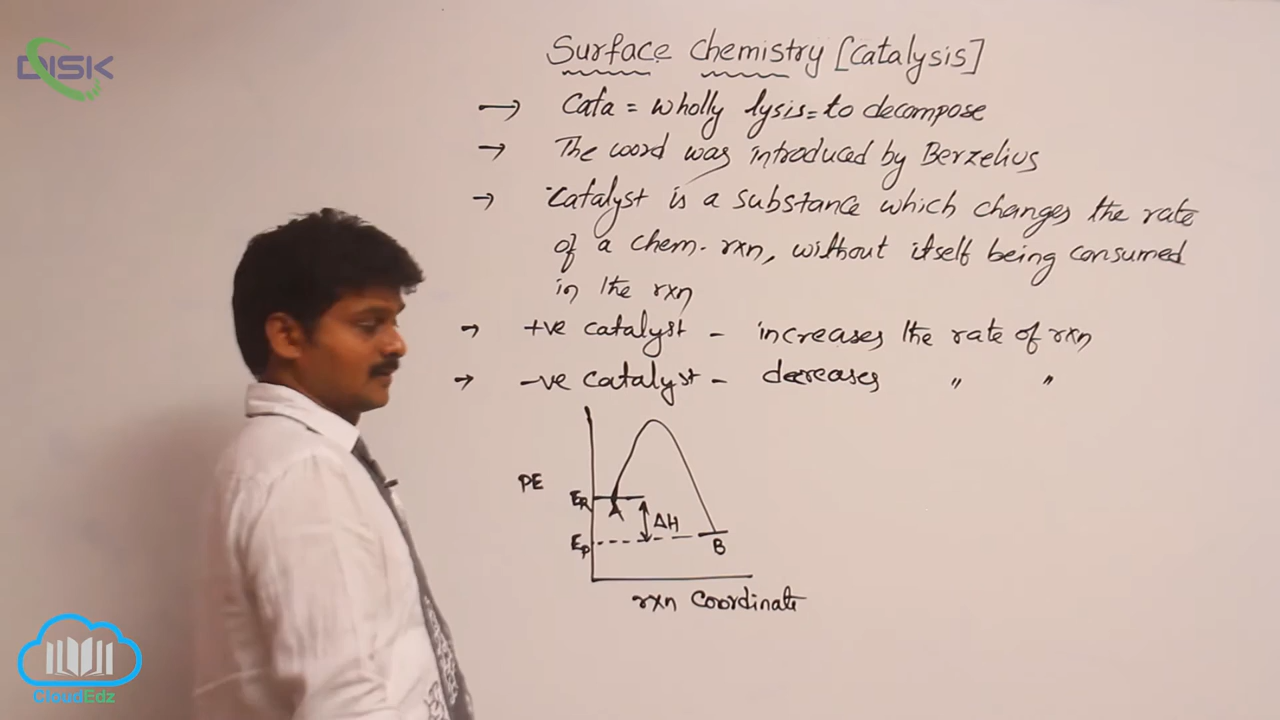 DISK
Surface chemistry [catalysis]
→ Cata = wholly lysis = to decompose
→ The word was introduced by Berzelius
→ Catalyst is a substance which changes the rate
of a chem. rxn, without itself being consumed
in the rxn
→ +ve catalyst - increases the rate of rxn
→ -ve catalyst - decreases " "
PE
ER
A
ΔH
EP
B
rxn coordinate
CloudEdz